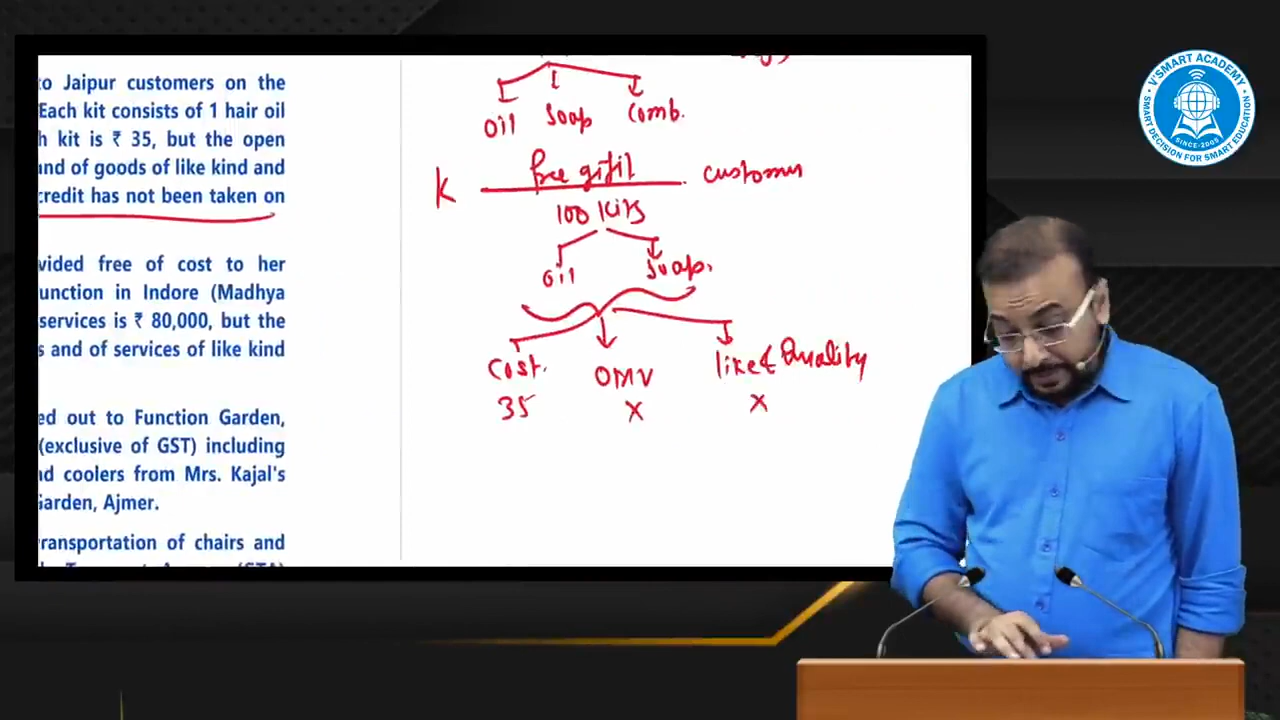 to Jaipur customers on the
Each kit consists of 1 hair oil
h kit is ₹ 35, but the open
and of goods of like kind and
credit has not been taken on
vided free of cost to her
unction in Indore (Madhya
services is ₹ 80,000, but the
s and of services of like kind
ed out to Function Garden,
(exclusive of GST) including
nd coolers from Mrs. Kajal's
Garden, Ajmer.
ransportation of chairs and
oil soap Comb.
K free gift customer
100 Kits
oil soap.
Cost. OMV like & Quality
35 X X
V'SMART ACADEMY
SMART DECISION FOR SMART EDUCATION
SINCE-2005